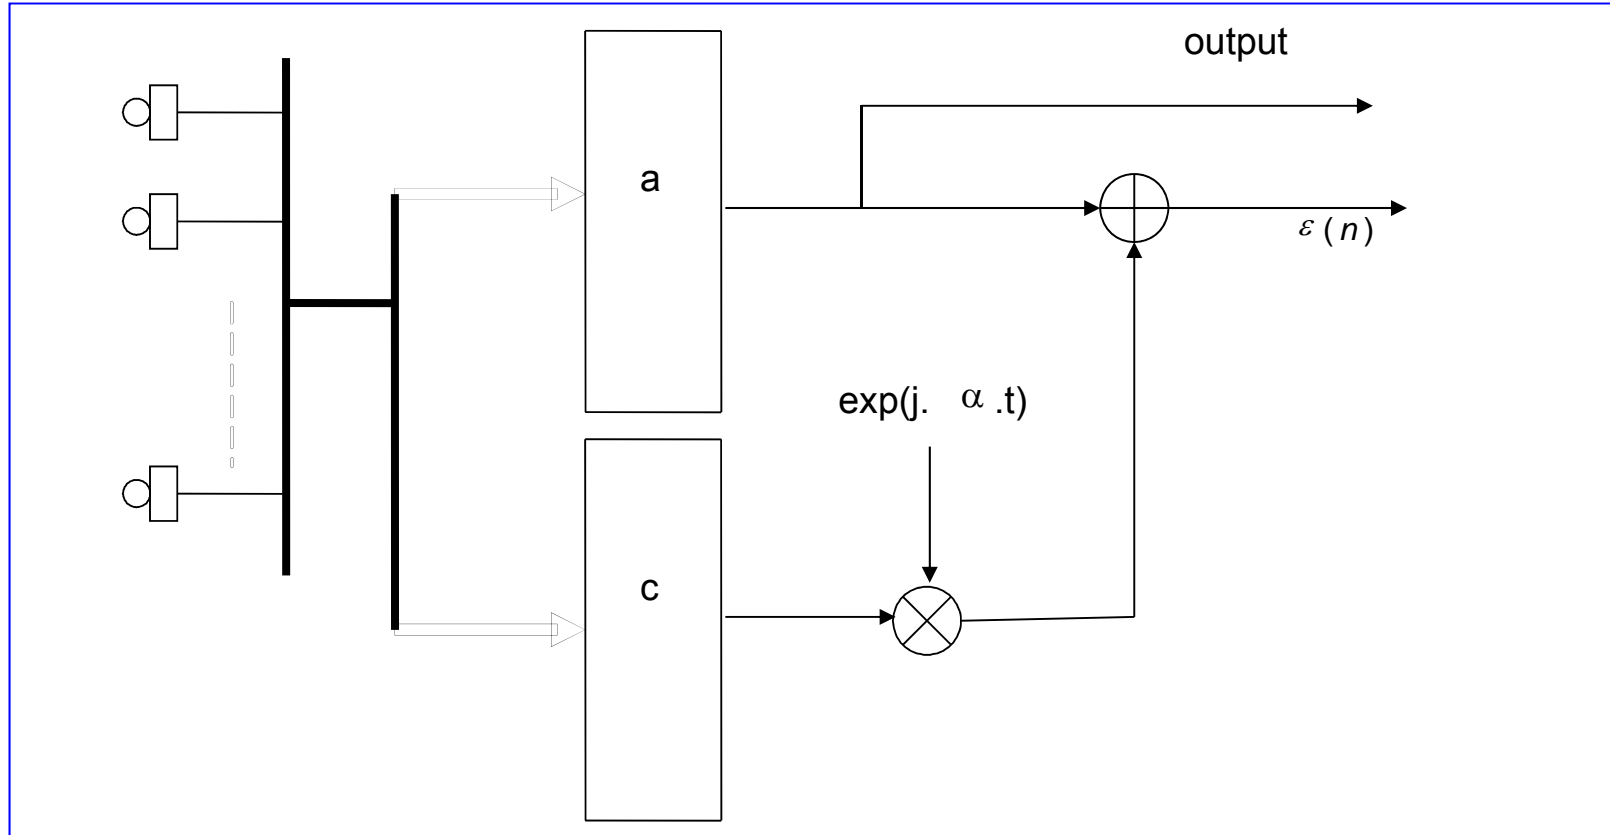 output
a
ε(n)
exp(j. α.t)
c